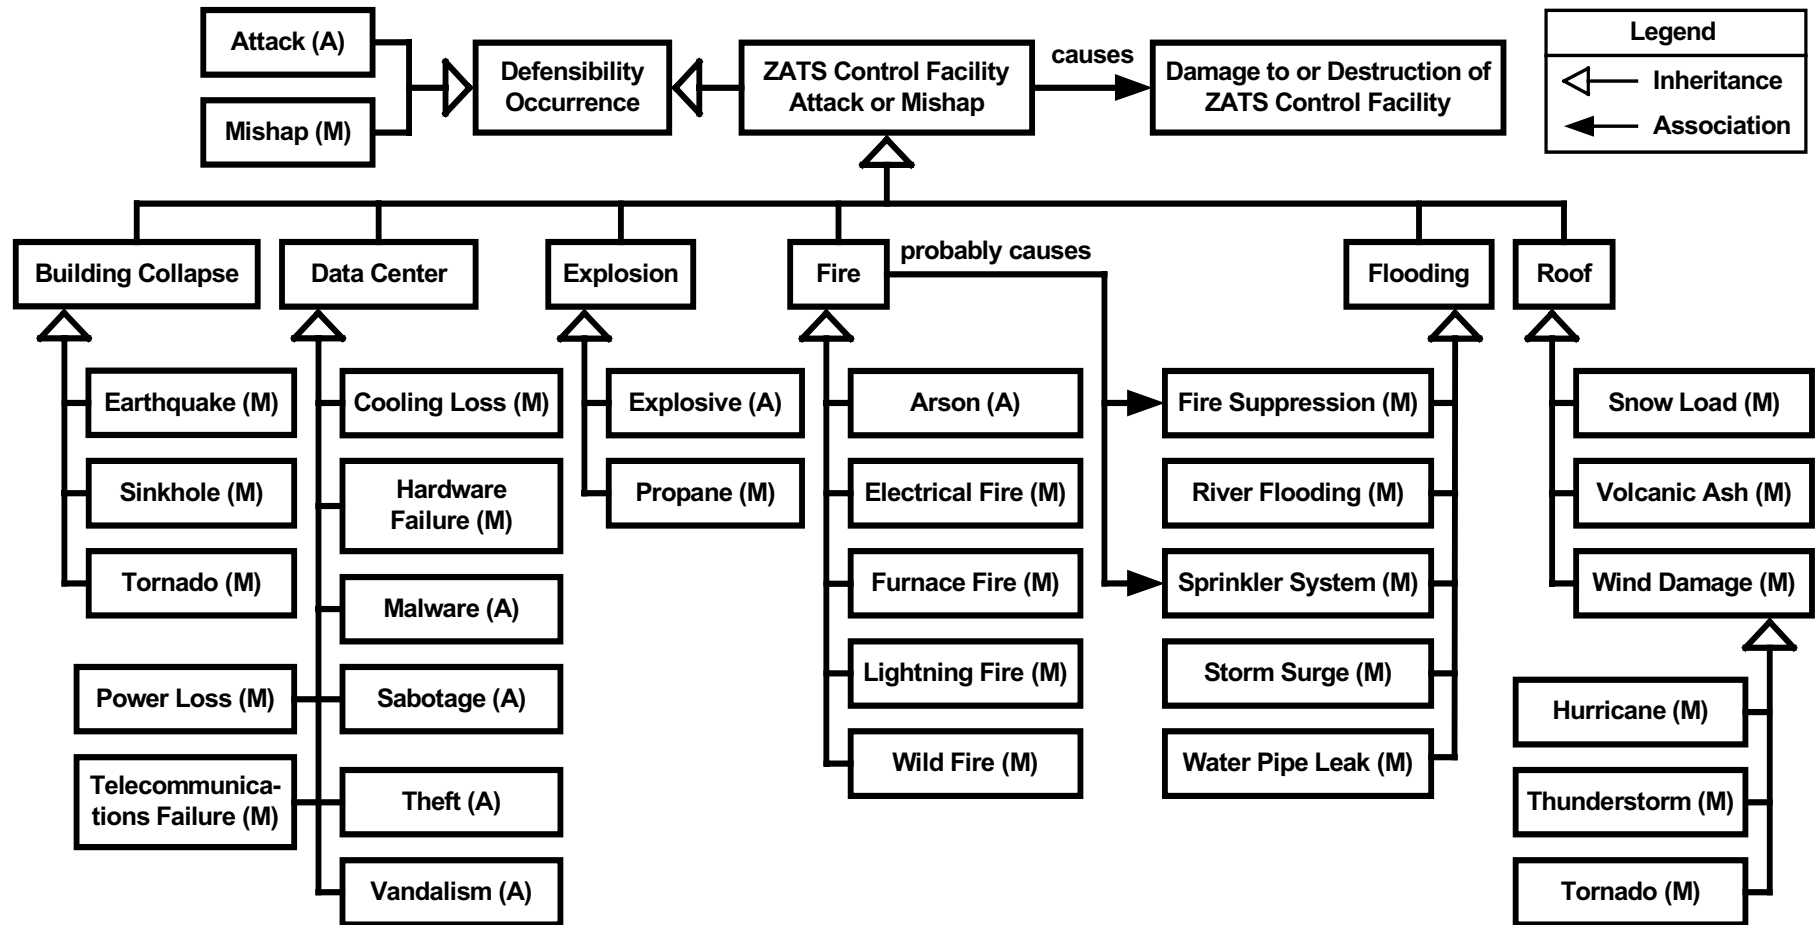 Attack (A)
Mishap (M)
Defensibility
Occurrence
ZATS Control Facility
Attack or Mishap
causes
Damage to or Destruction of
ZATS Control Facility
Legend
Inheritance
Association
Building Collapse
Data Center
Explosion
Fire
probably causes
Flooding
Roof
Earthquake (M)
Sinkhole (M)
Tornado (M)
Cooling Loss (M)
Hardware
Failure (M)
Malware (A)
Power Loss (M)
Sabotage (A)
Telecommunica-
tions Failure (M)
Theft (A)
Vandalism (A)
Explosive (A)
Propane (M)
Arson (A)
Electrical Fire (M)
Furnace Fire (M)
Lightning Fire (M)
Wild Fire (M)
Fire Suppression (M)
River Flooding (M)
Sprinkler System (M)
Storm Surge (M)
Water Pipe Leak (M)
Snow Load (M)
Volcanic Ash (M)
Wind Damage (M)
Hurricane (M)
Thunderstorm (M)
Tornado (M)